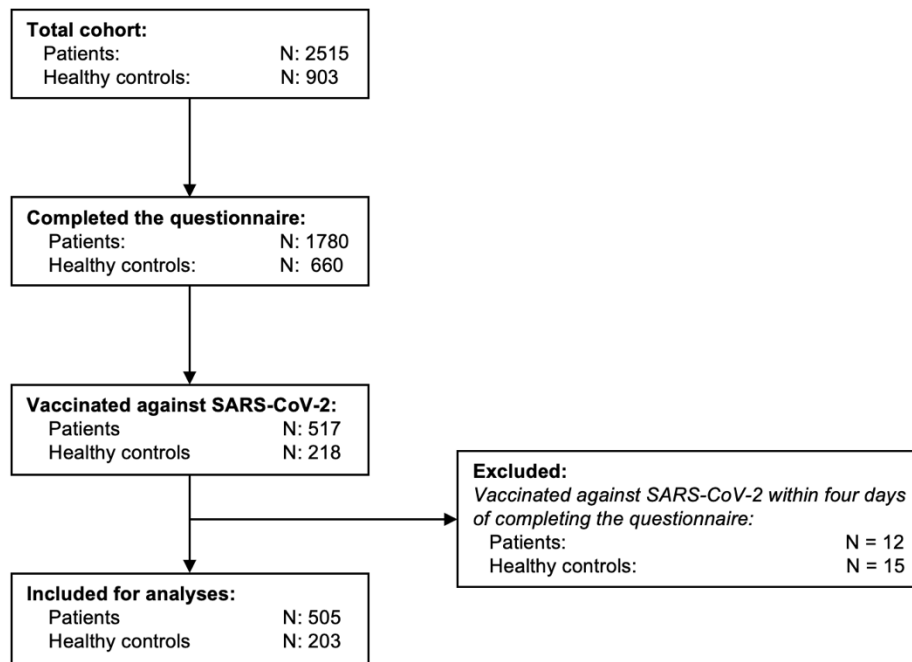 Total cohort:
Patients: N: 2515
Healthy controls: N: 903
Completed the questionnaire:
Patients: N: 1780
Healthy controls: N: 660
Vaccinated against SARS-CoV-2:
Patients N: 517
Healthy controls N: 218
Excluded:
Vaccinated against SARS-CoV-2 within four days
of completing the questionnaire:
Patients: N = 12
Healthy controls: N = 15
Included for analyses:
Patients N: 505
Healthy controls N: 203